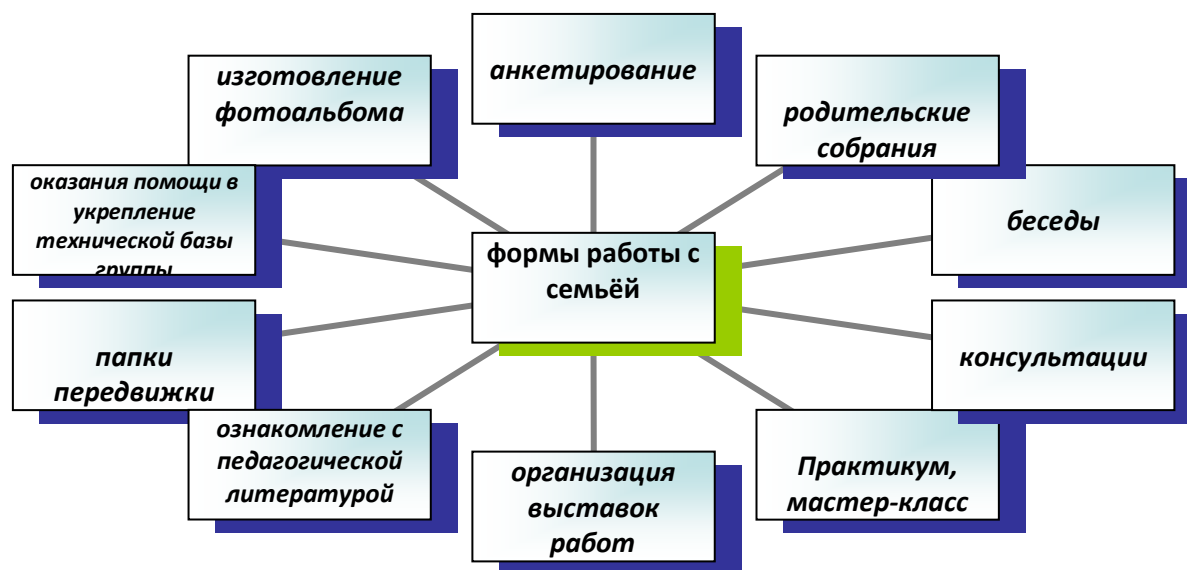 анкетирование
родительские
собрания
беседы
консультации
Практикум,
мастер-класс
организация
выставок
работ
ознакомление с
педагогической
литературой
папки
передвижки
оказания помощи в
укрепление
технической базы
группы
изготовление
фотоальбома
формы работы с
семьёй